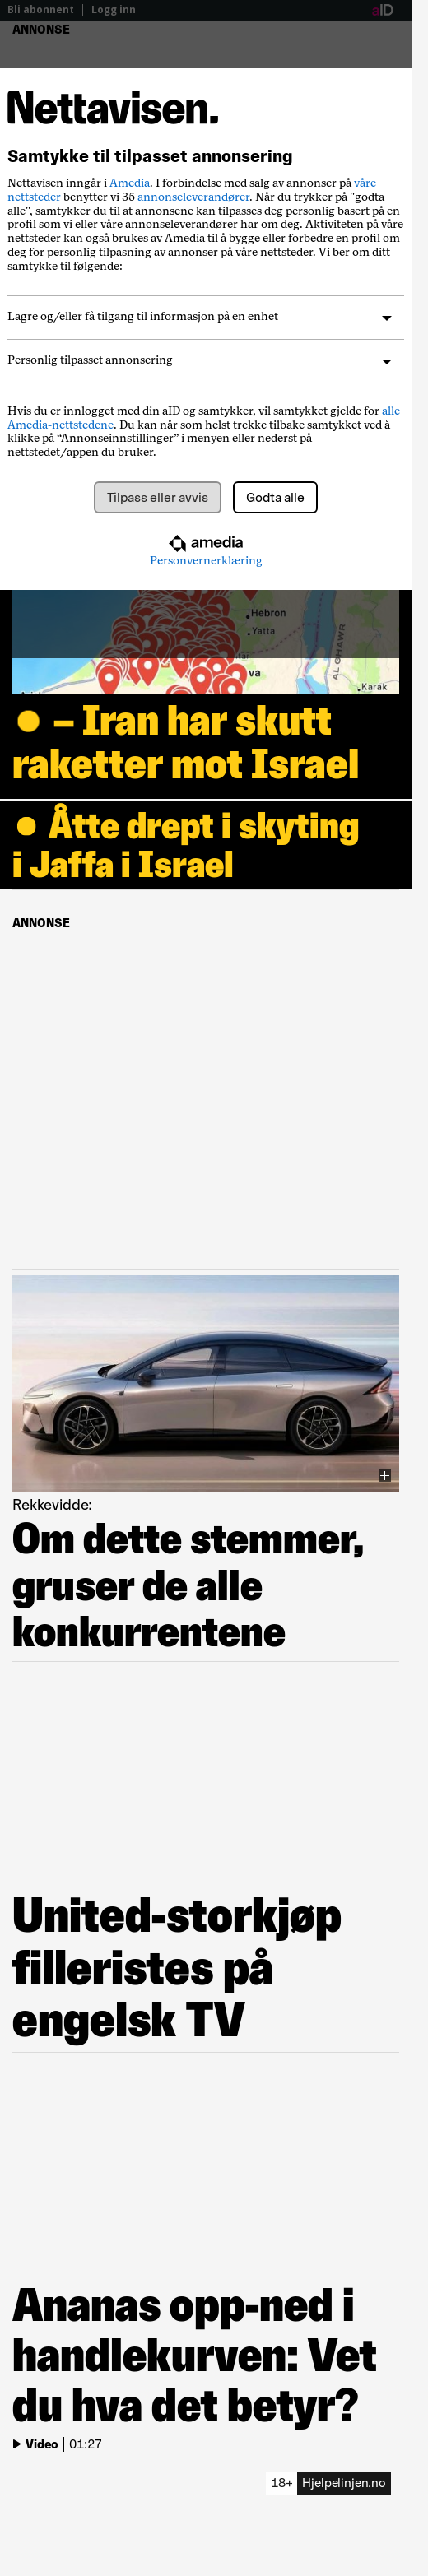 Bli abonnent | Logg inn aID
ANNONSE
Nettavisen.
Samtykke til tilpasset annonsering
Nettavisen inngår i Amedia. I forbindelse med salg av annonser på våre
nettsteder benytter vi 35 annonseleverandører. Når du trykker på "godta
alle", samtykker du til at annonsene kan tilpasses deg personlig basert på en
profil som vi eller våre annonseleverandører har om deg. Aktiviteten på våre
nettsteder kan også brukes av Amedia til å bygge eller forbedre en profil om
deg for personlig tilpasning av annonser på våre nettsteder. Vi ber om ditt
samtykke til følgende:
Lagre og/eller få tilgang til informasjon på en enhet
Personlig tilpasset annonsering
Hvis du er innlogget med din aID og samtykker, vil samtykket gjelde for alle
Amedia-nettstedene. Du kan når som helst trekke tilbake samtykket ved å
klikke på “Annonseinnstillinger” i menyen eller nederst på
nettstedet/appen du bruker.
Tilpass eller avvis Godta alle
amedia
Personvernerklæring
Hebron
Yatta
AL GHAWR
va
Karak
– Iran har skutt
raketter mot Israel
Åtte drept i skyting
i Jaffa i Israel
ANNONSE
Rekkevidde:
Om dette stemmer,
gruser de alle
konkurrentene
United-storkjøp
filleristes på
engelsk TV
Ananas opp-ned i
handlekurven: Vet
du hva det betyr?
Video | 01:27
18+ Hjelpelinjen.no